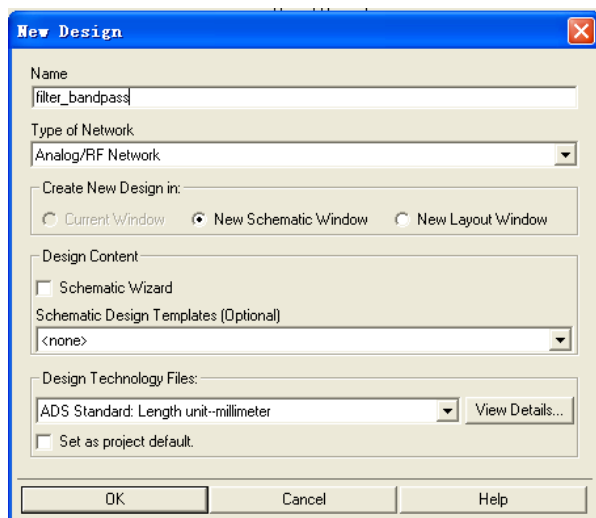 New Design
Name
filter_bandpass
Type of Network
Analog/RF Network
Create New Design in:
Current Window New Schematic Window New Layout Window
Design Content
Schematic Wizard
Schematic Design Templates (Optional)
<none>
Design Technology Files:
ADS Standard: Length unit--millimeter View Details...
Set as project default.
OK Cancel Help